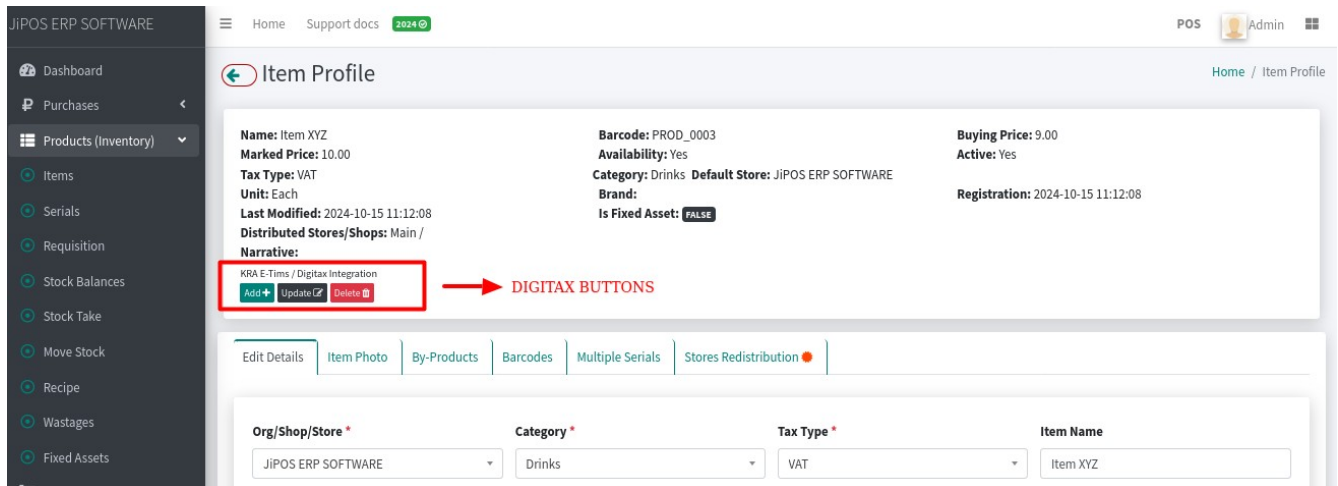 JiPOS ERP SOFTWARE
Home Support docs 2024
POS Admin
Dashboard
Purchases
Products (Inventory)
Items
Serials
Requisition
Stock Balances
Stock Take
Move Stock
Recipe
Wastages
Fixed Assets
Item Profile
Home / Item Profile
Name: Item XYZ
Marked Price: 10.00
Tax Type: VAT
Unit: Each
Last Modified: 2024-10-15 11:12:08
Distributed Stores/Shops: Main /
Narrative:
Barcode: PROD_0003
Availability: Yes
Category: Drinks Default Store: JiPOS ERP SOFTWARE
Brand:
Is Fixed Asset: FALSE
Buying Price: 9.00
Active: Yes
Registration: 2024-10-15 11:12:08
KRA E-Tims / Digitax Integration
Add Update Delete
DIGITAX BUTTONS
Edit Details Item Photo By-Products Barcodes Multiple Serials Stores Redistribution
Org/Shop/Store * Category * Tax Type * Item Name
JiPOS ERP SOFTWARE Drinks VAT Item XYZ